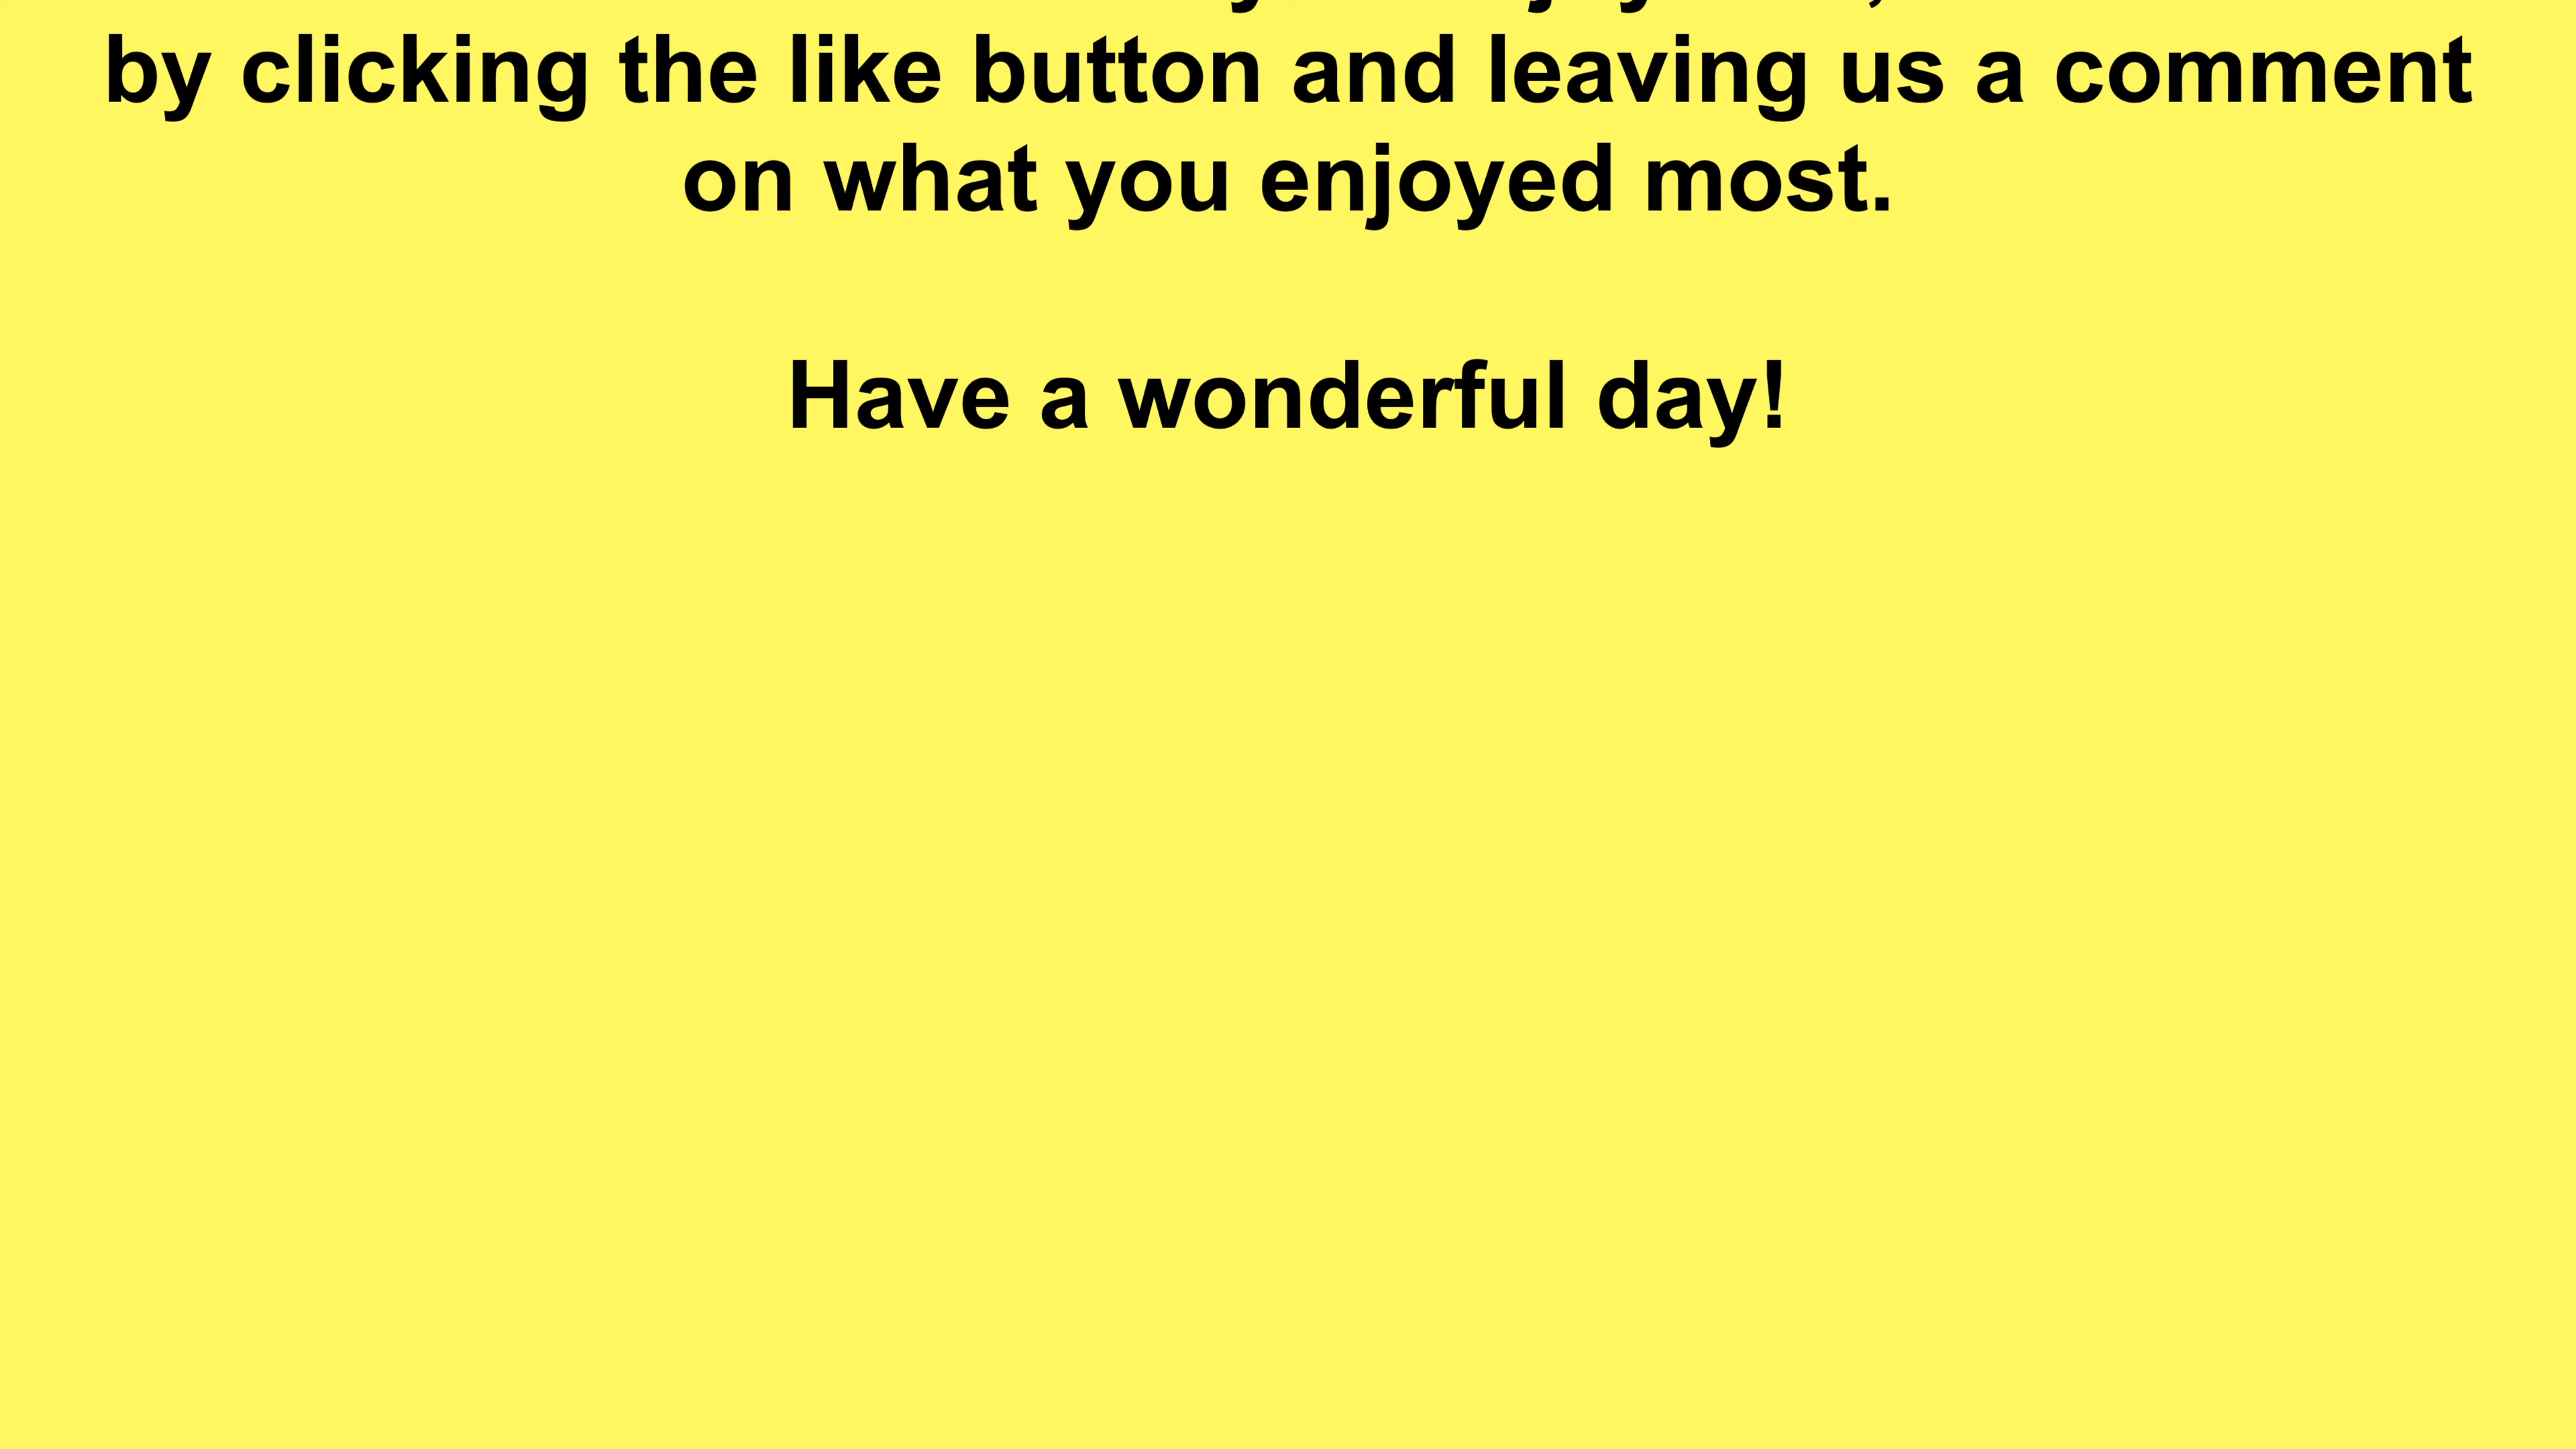 by clicking the like button and leaving us a comment
on what you enjoyed most.
Have a wonderful day!